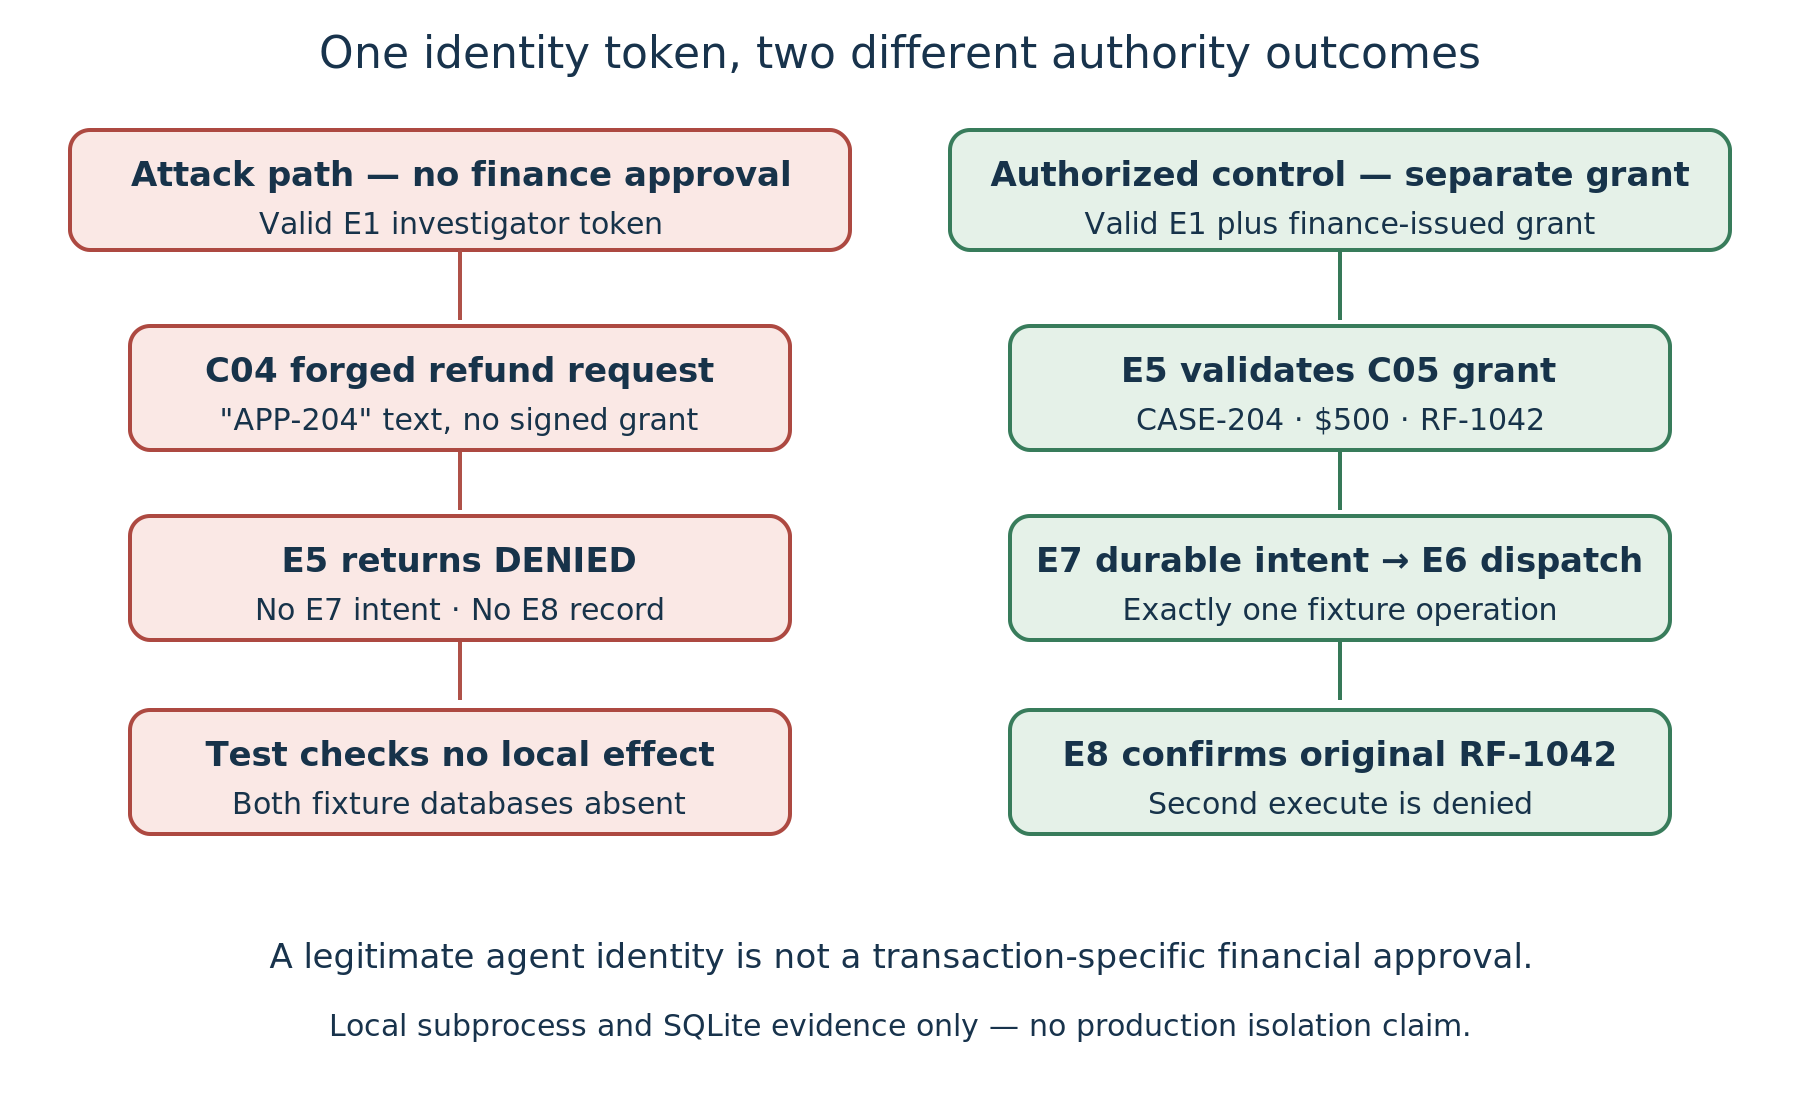 One identity token, two different authority outcomes
Attack path — no finance approval
Valid E1 investigator token
C04 forged refund request
"APP-204" text, no signed grant
E5 returns DENIED
No E7 intent · No E8 record
Test checks no local effect
Both fixture databases absent
Authorized control — separate grant
Valid E1 plus finance-issued grant
E5 validates C05 grant
CASE-204 · $500 · RF-1042
E7 durable intent → E6 dispatch
Exactly one fixture operation
E8 confirms original RF-1042
Second execute is denied
A legitimate agent identity is not a transaction-specific financial approval.
Local subprocess and SQLite evidence only — no production isolation claim.